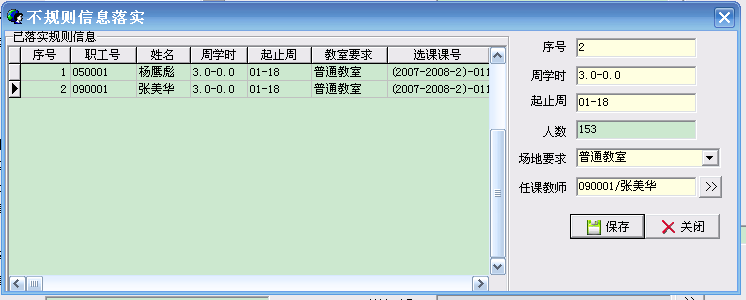 不规则信息落实
已落实规则信息
序号 职工号 姓名 周学时 起止周 教室要求 选课课号
1 050001 杨鹰彪 3.0-0.0 01-18 普通教室 (2007-2008-2)-011
2 090001 张美华 3.0-0.0 01-18 普通教室 (2007-2008-2)-011
序号 2
周学时 3.0-0.0
起止周 01-18
人数 153
场地要求 普通教室
任课教师 090001/张美华 >>
保存 关闭